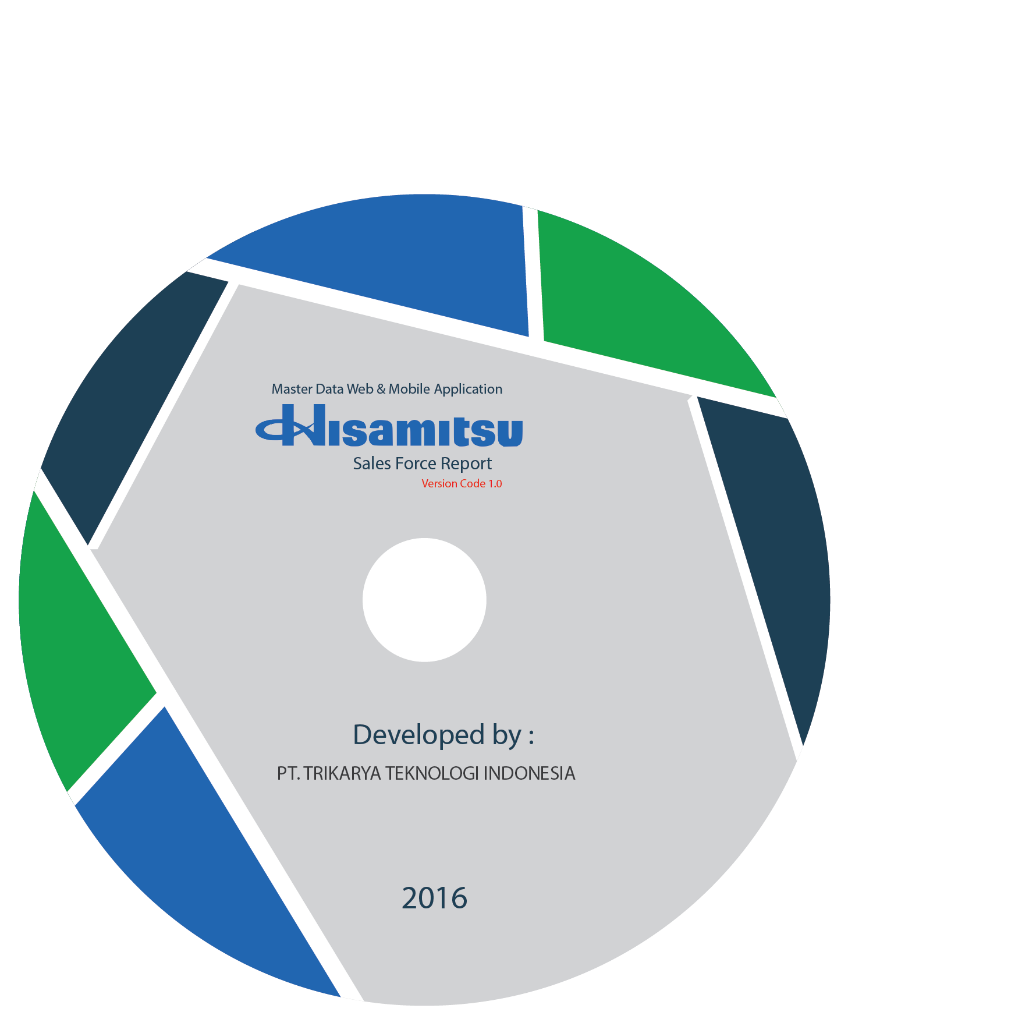 Master Data Web & Mobile Application
Hisamitsu
Sales Force Report
Version Code 1.0
Developed by :
PT. TRIKARYA TEKNOLOGI INDONESIA
2016